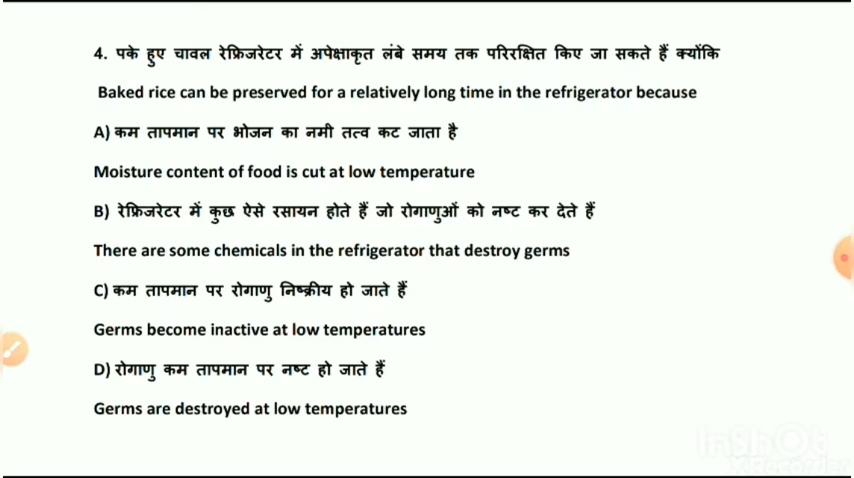 4. पके हुए चावल रेफ्रिजरेटर में अपेक्षाकृत लंबे समय तक परिरक्षित किए जा सकते हैं क्योंकि
Baked rice can be preserved for a relatively long time in the refrigerator because
A) कम तापमान पर भोजन का नमी तत्व कट जाता है
Moisture content of food is cut at low temperature
B) रेफ्रिजरेटर में कुछ ऐसे रसायन होते हैं जो रोगाणुओं को नष्ट कर देते हैं
There are some chemicals in the refrigerator that destroy germs
C) कम तापमान पर रोगाणु निष्क्रीय हो जाते हैं
Germs become inactive at low temperatures
D) रोगाणु कम तापमान पर नष्ट हो जाते हैं
Germs are destroyed at low temperatures
InShOt
XRecorder